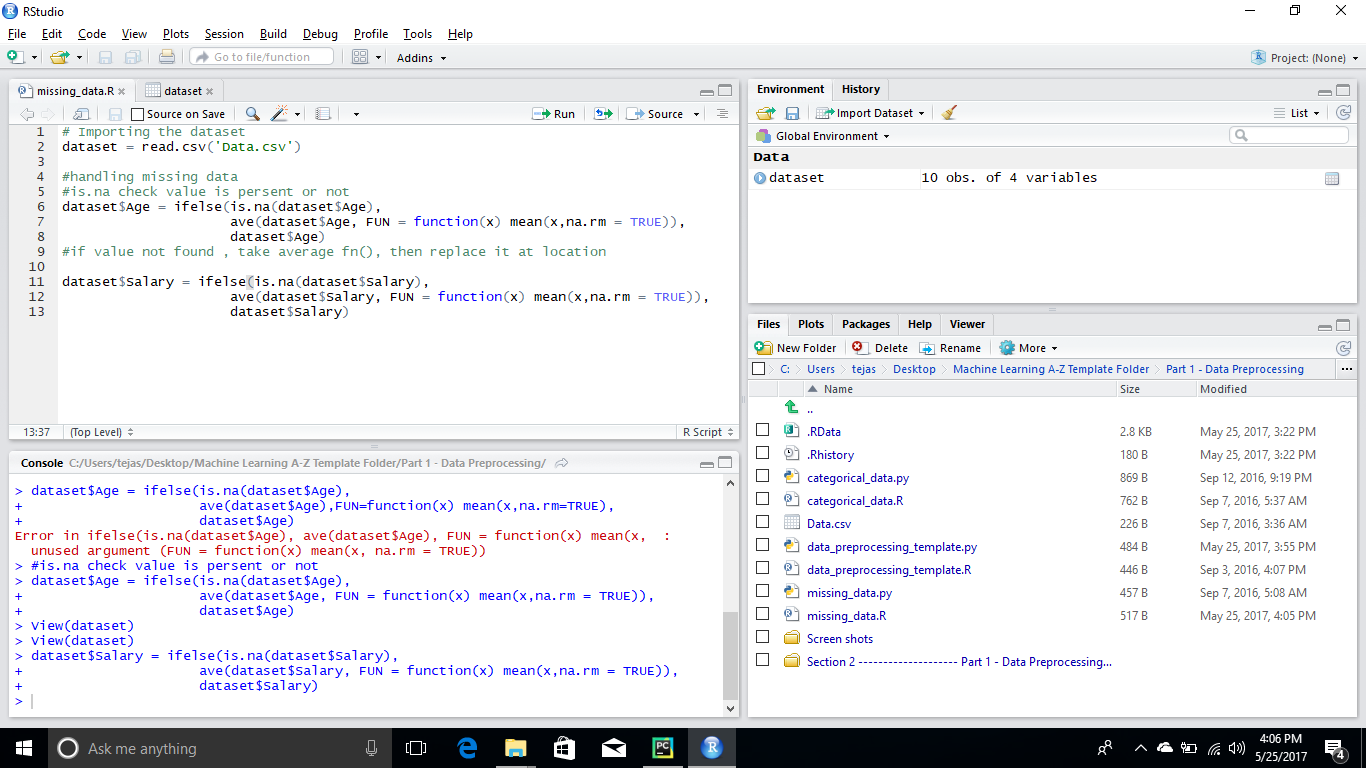 RStudio
File Edit Code View Plots Session Build Debug Profile Tools Help
Go to file/function Addins Project: (None)
missing_data.R dataset
Source on Save Run Source
1 # Importing the dataset
2 dataset = read.csv('Data.csv')
3
4 #handling missing data
5 #is.na check value is persent or not
6 dataset$Age = ifelse(is.na(dataset$Age),
7 ave(dataset$Age, FUN = function(x) mean(x,na.rm = TRUE)),
8 dataset$Age)
9 #if value not found , take average fn(), then replace it at location
10
11 dataset$Salary = ifelse(is.na(dataset$Salary),
12 ave(dataset$Salary, FUN = function(x) mean(x,na.rm = TRUE)),
13 dataset$Salary)
13:37 (Top Level) R Script
Console C:/Users/tejas/Desktop/Machine Learning A-Z Template Folder/Part 1 - Data Preprocessing/
> dataset$Age = ifelse(is.na(dataset$Age),
+ ave(dataset$Age),FUN=function(x) mean(x,na.rm=TRUE),
+ dataset$Age)
Error in ifelse(is.na(dataset$Age), ave(dataset$Age), FUN = function(x) mean(x, :
unused argument (FUN = function(x) mean(x, na.rm = TRUE))
> #is.na check value is persent or not
> dataset$Age = ifelse(is.na(dataset$Age),
+ ave(dataset$Age, FUN = function(x) mean(x,na.rm = TRUE)),
+ dataset$Age)
> View(dataset)
> View(dataset)
> dataset$Salary = ifelse(is.na(dataset$Salary),
+ ave(dataset$Salary, FUN = function(x) mean(x,na.rm = TRUE)),
+ dataset$Salary)
>
Environment History
Import Dataset List
Global Environment
Data
dataset 10 obs. of 4 variables
Files Plots Packages Help Viewer
New Folder Delete Rename More
C: Users tejas Desktop Machine Learning A-Z Template Folder Part 1 - Data Preprocessing ...
Name Size Modified
..
.RData 2.8 KB May 25, 2017, 3:22 PM
.Rhistory 180 B May 25, 2017, 3:22 PM
categorical_data.py 869 B Sep 12, 2016, 9:19 PM
categorical_data.R 762 B Sep 7, 2016, 5:37 AM
Data.csv 226 B Sep 7, 2016, 3:36 AM
data_preprocessing_template.py 484 B May 25, 2017, 3:55 PM
data_preprocessing_template.R 446 B Sep 3, 2016, 4:07 PM
missing_data.py 457 B Sep 7, 2016, 5:08 AM
missing_data.R 517 B May 25, 2017, 4:05 PM
Screen shots
Section 2 -------------------- Part 1 - Data Preprocessing...
Ask me anything
PC
R
4:06 PM
5/25/2017
4